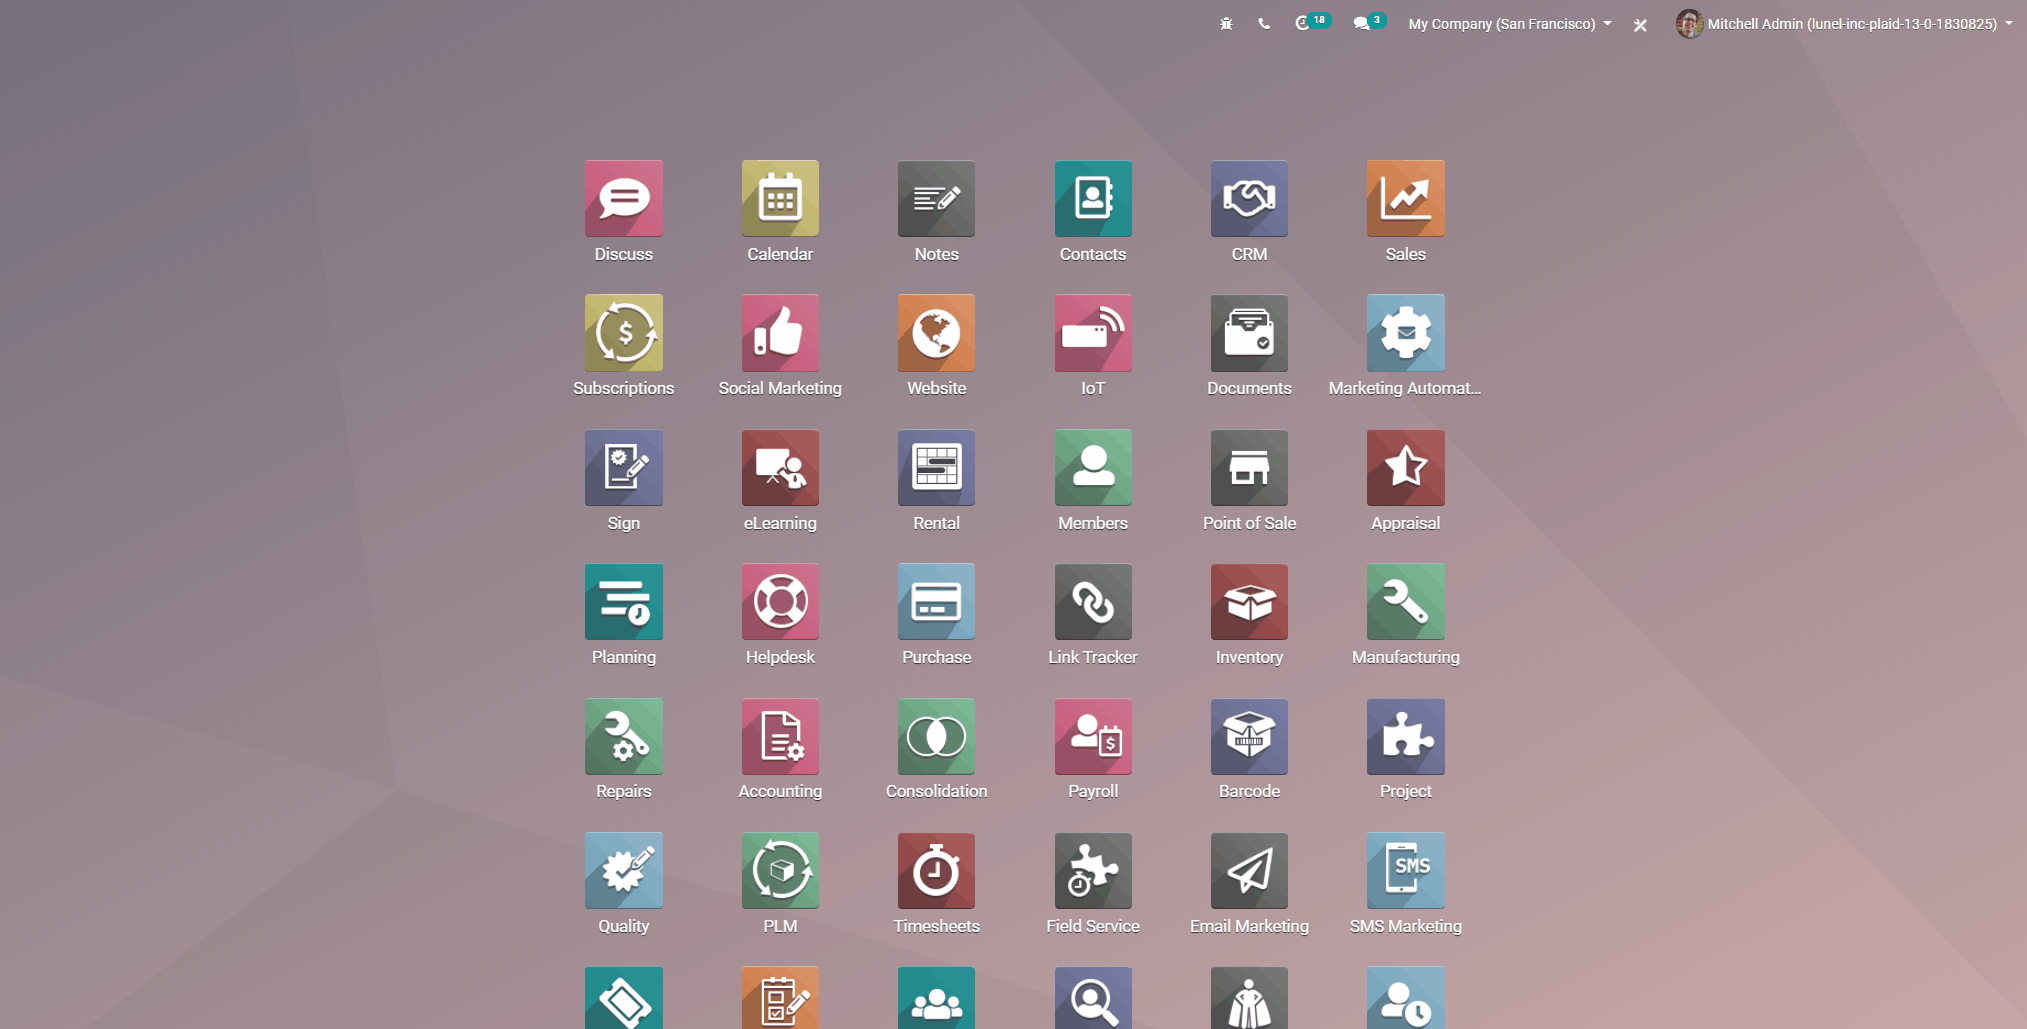 18 3 My Company (San Francisco) Mitchell Admin (lunel-inc-plaid-13-0-1830825)
Discuss Calendar Notes Contacts CRM Sales
Subscriptions Social Marketing Website IoT Documents Marketing Automat...
Sign eLearning Rental Members Point of Sale Appraisal
Planning Helpdesk Purchase Link Tracker Inventory Manufacturing
Repairs Accounting Consolidation Payroll Barcode Project
SMS
Quality PLM Timesheets Field Service Email Marketing SMS Marketing